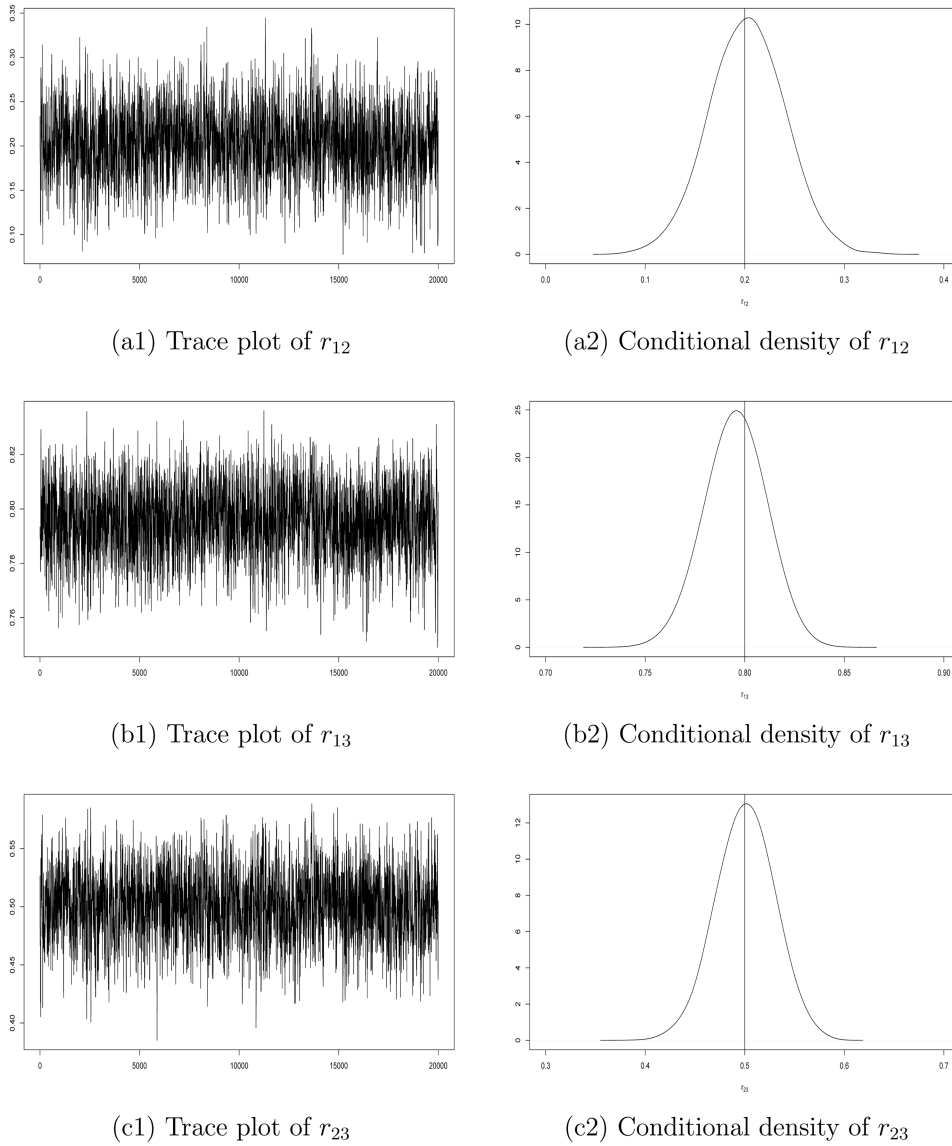 0.35
0.30
0.25
0.20
0.15
0.10
0 5000 10000 15000 20000
10
8
6
4
2
0
0.0 0.1 0.2 0.3 0.4
r12
(a1) Trace plot of r12
(a2) Conditional density of r12
0.82
0.80
0.78
0.76
0 5000 10000 15000 20000
25
20
15
10
5
0
0.70 0.75 0.80 0.85 0.90
r13
(b1) Trace plot of r13
(b2) Conditional density of r13
0.55
0.50
0.45
0.40
0 5000 10000 15000 20000
12
10
8
6
4
2
0
0.3 0.4 0.5 0.6 0.7
r23
(c1) Trace plot of r23
(c2) Conditional density of r23